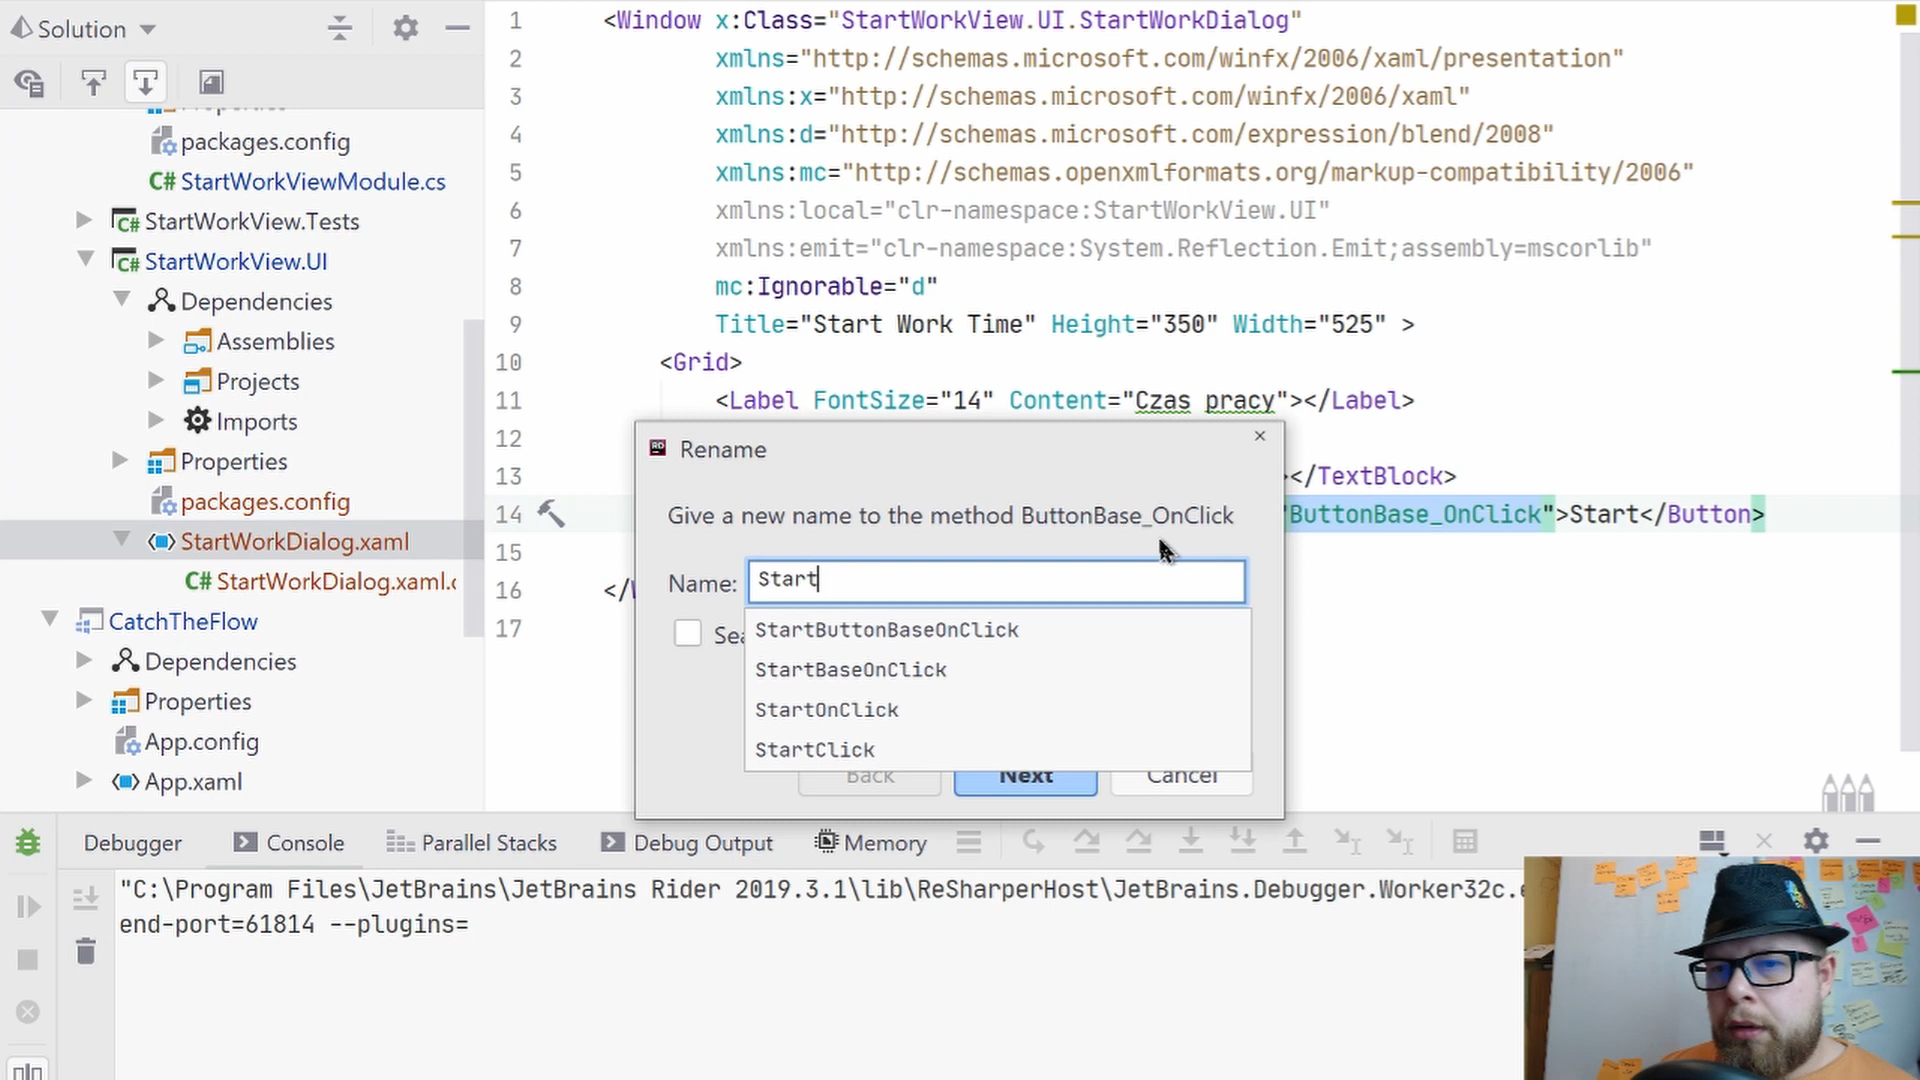 Solution
packages.config
C# StartWorkViewModule.cs
C# StartWorkView.Tests
C# StartWorkView.UI
Dependencies
Assemblies
Projects
Imports
Properties
packages.config
StartWorkDialog.xaml
C# StartWorkDialog.xaml.c
CatchTheFlow
Dependencies
Properties
App.config
App.xaml
1 <Window x:Class="StartWorkView.UI.StartWorkDialog"
2 xmlns="http://schemas.microsoft.com/winfx/2006/xaml/presentation"
3 xmlns:x="http://schemas.microsoft.com/winfx/2006/xaml"
4 xmlns:d="http://schemas.microsoft.com/expression/blend/2008"
5 xmlns:mc="http://schemas.openxmlformats.org/markup-compatibility/2006"
6 xmlns:local="clr-namespace:StartWorkView.UI"
7 xmlns:emit="clr-namespace:System.Reflection.Emit;assembly=mscorlib"
8 mc:Ignorable="d"
9 Title="Start Work Time" Height="350" Width="525" >
10 <Grid>
11 <Label FontSize="14" Content="Czas pracy"></Label>
12
13 ></TextBlock>
14 "ButtonBase_OnClick">Start</Button>
15
16 </
17
RD Rename
Give a new name to the method ButtonBase_OnClick
Name: Start
Sea
StartButtonBaseOnClick
StartBaseOnClick
StartOnClick
StartClick
Back Next Cancel
Debugger Console Parallel Stacks Debug Output Memory
"C:\Program Files\JetBrains\JetBrains Rider 2019.3.1\lib\ReSharperHost\JetBrains.Debugger.Worker32c.e
end-port=61814 --plugins=